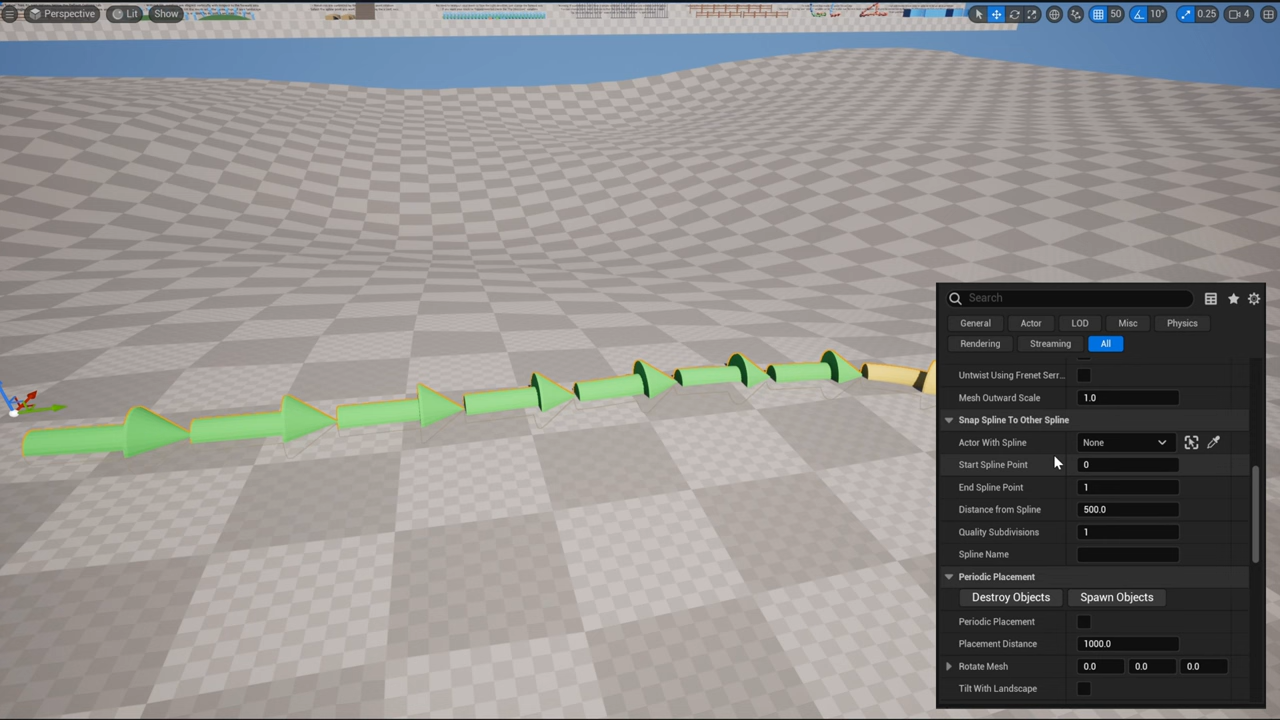 Perspective Lit Show 50 10° 0.25 4
Search
General Actor LOD Misc Physics
Rendering Streaming All
Untwist Using Frenet Serr...
Mesh Outward Scale 1.0
Snap Spline To Other Spline
Actor With Spline None
Start Spline Point 0
End Spline Point 1
Distance from Spline 500.0
Quality Subdivisions 1
Spline Name
Periodic Placement
Destroy Objects Spawn Objects
Periodic Placement
Placement Distance 1000.0
Rotate Mesh 0.0 0.0 0.0
Tilt With Landscape